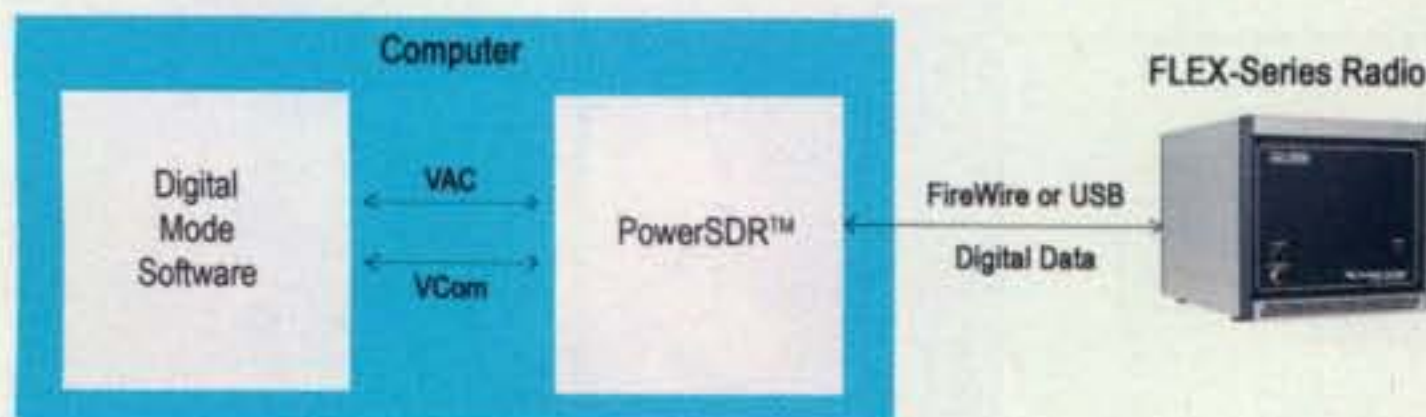 Computer
FLEX-Series Radio
Digital
Mode
Software
VAC
VCom
PowerSDR™
FireWire or USB
Digital Data